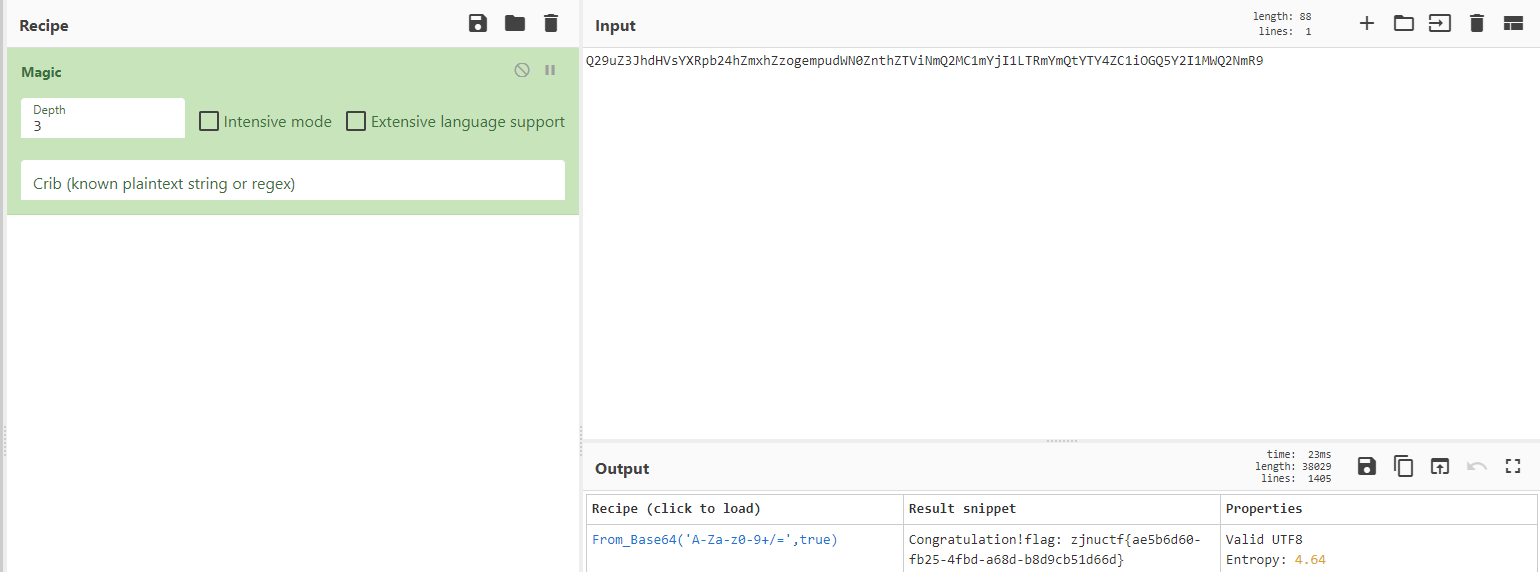 Recipe
Magic
Depth
3
Intensive mode
Extensive language support
Crib (known plaintext string or regex)
Input
length: 88
lines: 1
Q29uZ3JhdHVsYXRpb24hZmxhZzogempudWN0ZnthZTViNmQ2MC1mYjI1LTRmYmQtYTY4ZC1iOGQ5Y2I1MWQ2NmR9
Output
time: 23ms
length: 38029
lines: 1405
Recipe (click to load)
Result snippet
Properties
From_Base64('A-Za-z0-9+/=',true)
Congratulation!flag: zjnuctf{ae5b6d60-
fb25-4fbd-a68d-b8d9cb51d66d}
Valid UTF8
Entropy: 4.64